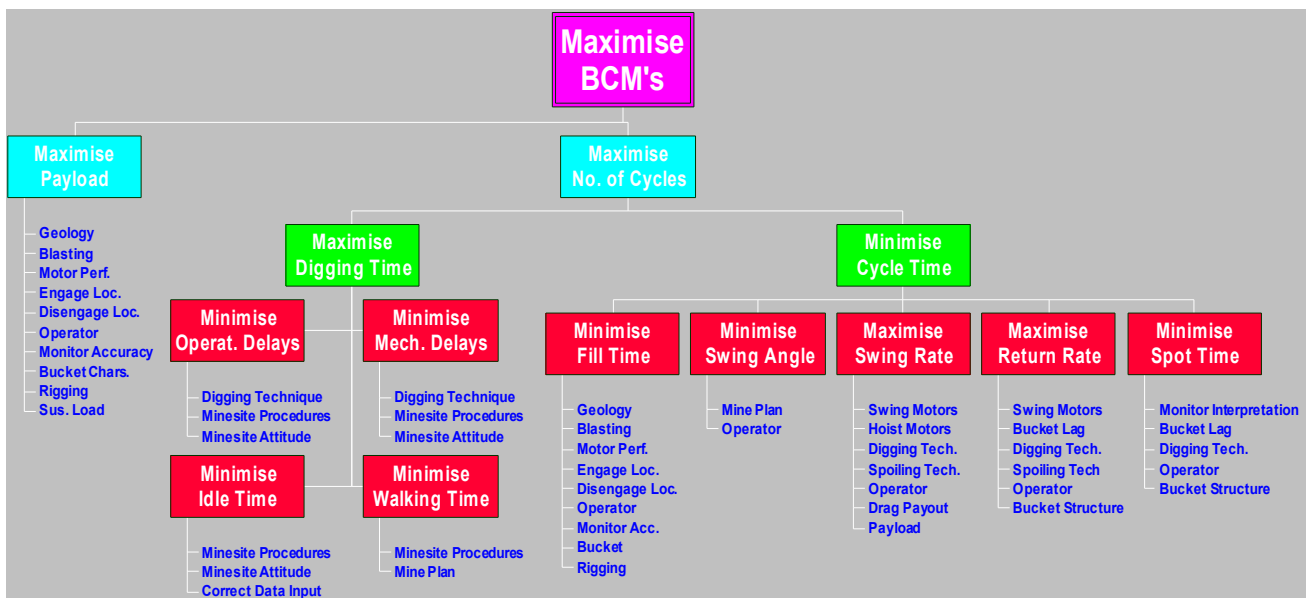 Maximise
BCM's
Maximise
Payload
Maximise
No. of Cycles
Geology
Blasting
Motor Perf.
Engage Loc.
Disengage Loc.
Operator
Monitor Accuracy
Bucket Chars.
Rigging
Sus. Load
Maximise
Digging Time
Minimise
Cycle Time
Minimise
Operat. Delays
Digging Technique
Minesite Procedures
Minesite Attitude
Minimise
Mech. Delays
Digging Technique
Minesite Procedures
Minesite Attitude
Minimise
Idle Time
Minesite Procedures
Minesite Attitude
Correct Data Input
Minimise
Walking Time
Minesite Procedures
Mine Plan
Minimise
Fill Time
Geology
Blasting
Motor Perf.
Engage Loc.
Disengage Loc.
Operator
Monitor Acc.
Bucket
Rigging
Minimise
Swing Angle
Mine Plan
Operator
Maximise
Swing Rate
Swing Motors
Hoist Motors
Digging Tech.
Spoiling Tech.
Operator
Drag Payout
Payload
Maximise
Return Rate
Swing Motors
Bucket Lag
Digging Tech.
Spoiling Tech
Operator
Bucket Structure
Minimise
Spot Time
Monitor Interpretation
Bucket Lag
Digging Tech.
Operator
Bucket Structure